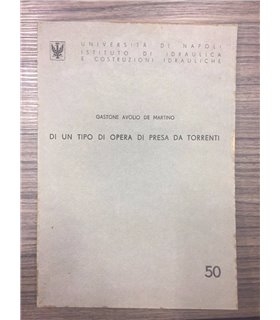 UNIVERSITÀ DI NAPOLI
ISTITUTO DI IDRAULICA
E COSTRUZIONI IDRAULICHE
GASTONE AVOLIO DE MARTINO
DI UN TIPO DI OPERA DI PRESA DA TORRENTI
50